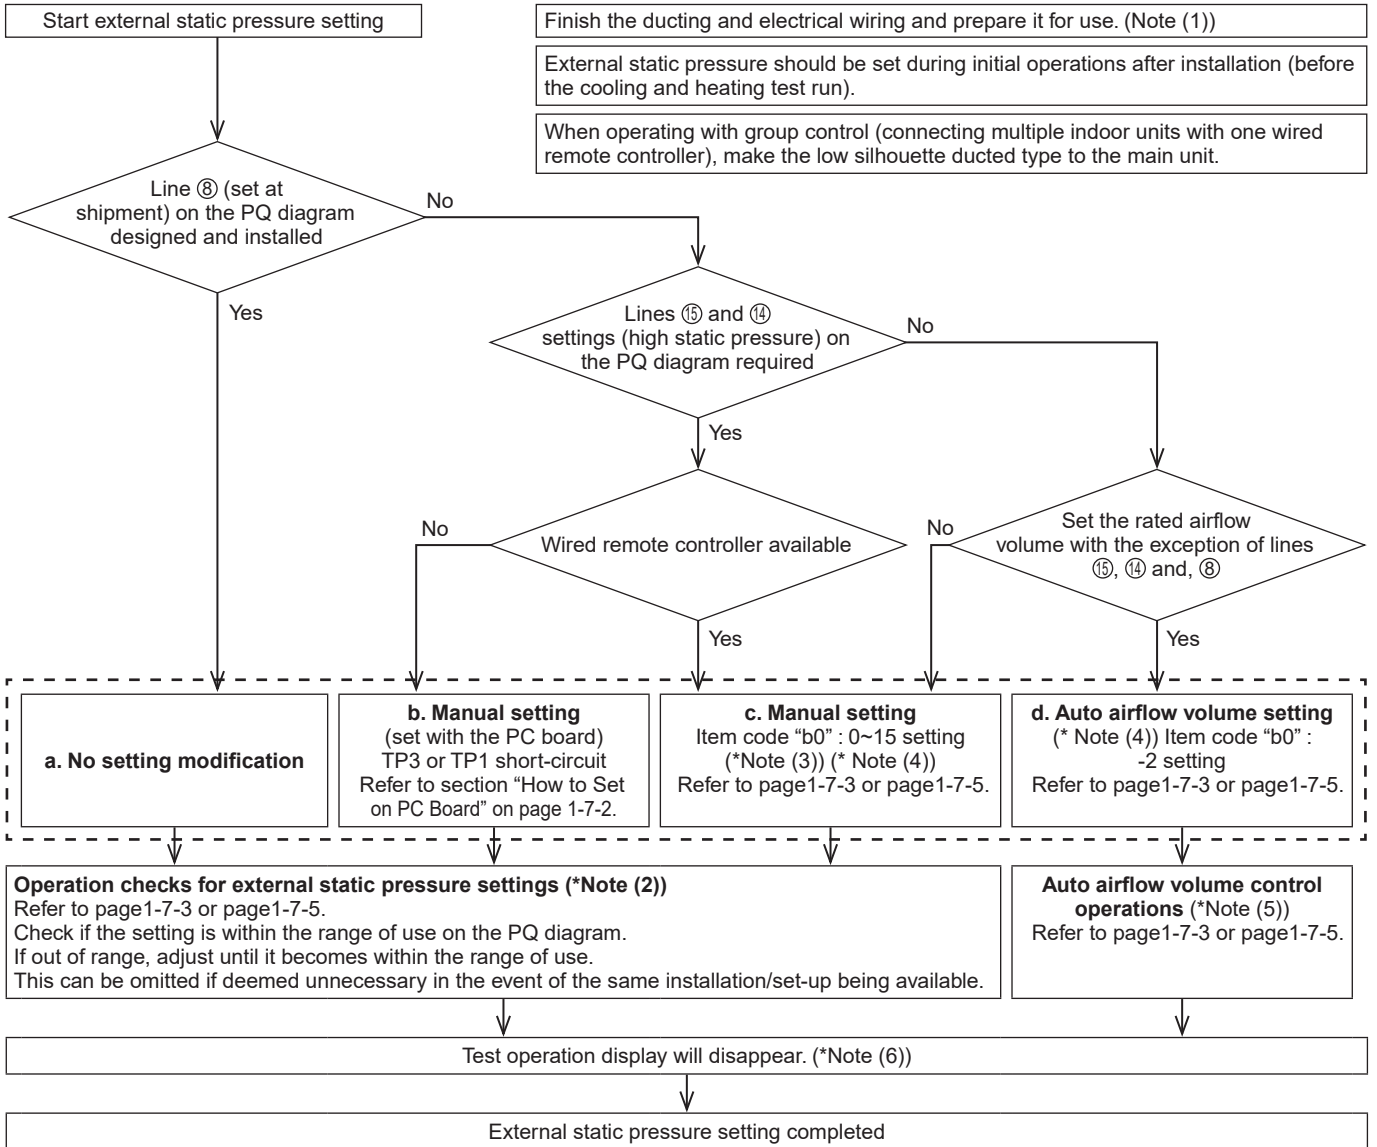 Start external static pressure setting
Finish the ducting and electrical wiring and prepare it for use. (Note (1))
External static pressure should be set during initial operations after installation (before
the cooling and heating test run).
When operating with group control (connecting multiple indoor units with one wired
remote controller), make the low silhouette ducted type to the main unit.
Line ⑧ (set at
shipment) on the PQ diagram
designed and installed
No
Yes
Lines ⑮ and ⑭
settings (high static pressure) on
the PQ diagram required
No
Yes
Wired remote controller available
No
Yes
Set the rated airflow
volume with the exception of lines
⑮, ⑭ and, ⑧
No
Yes
a. No setting modification
b. Manual setting
(set with the PC board)
TP3 or TP1 short-circuit
Refer to section “How to Set
on PC Board” on page 1-7-2.
c. Manual setting
Item code “b0” : 0~15 setting
(*Note (3)) (* Note (4))
Refer to page1-7-3 or page1-7-5.
d. Auto airflow volume setting
(* Note (4)) Item code “b0” :
-2 setting
Refer to page1-7-3 or page1-7-5.
Operation checks for external static pressure settings (*Note (2))
Refer to page1-7-3 or page1-7-5.
Check if the setting is within the range of use on the PQ diagram.
If out of range, adjust until it becomes within the range of use.
This can be omitted if deemed unnecessary in the event of the same installation/set-up being available.
Auto airflow volume control
operations (*Note (5))
Refer to page1-7-3 or page1-7-5.
Test operation display will disappear. (*Note (6))
External static pressure setting completed